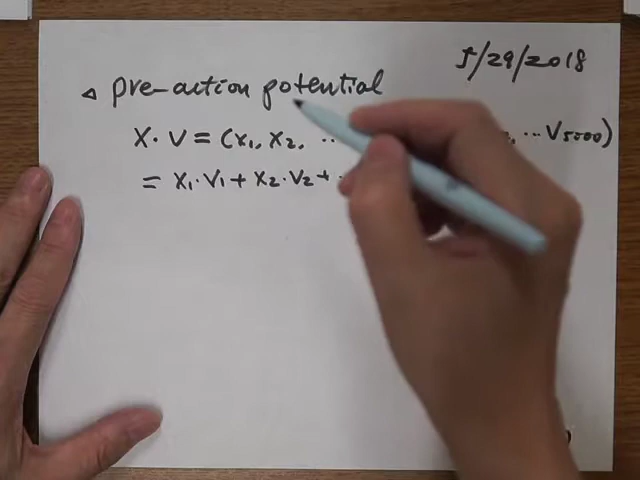 5/29/2018
△ pre-action potential
X · V = (x₁, x₂, ·· , ··· V₅₀₀₀)
= x₁·V₁ + x₂·V₂ + ·